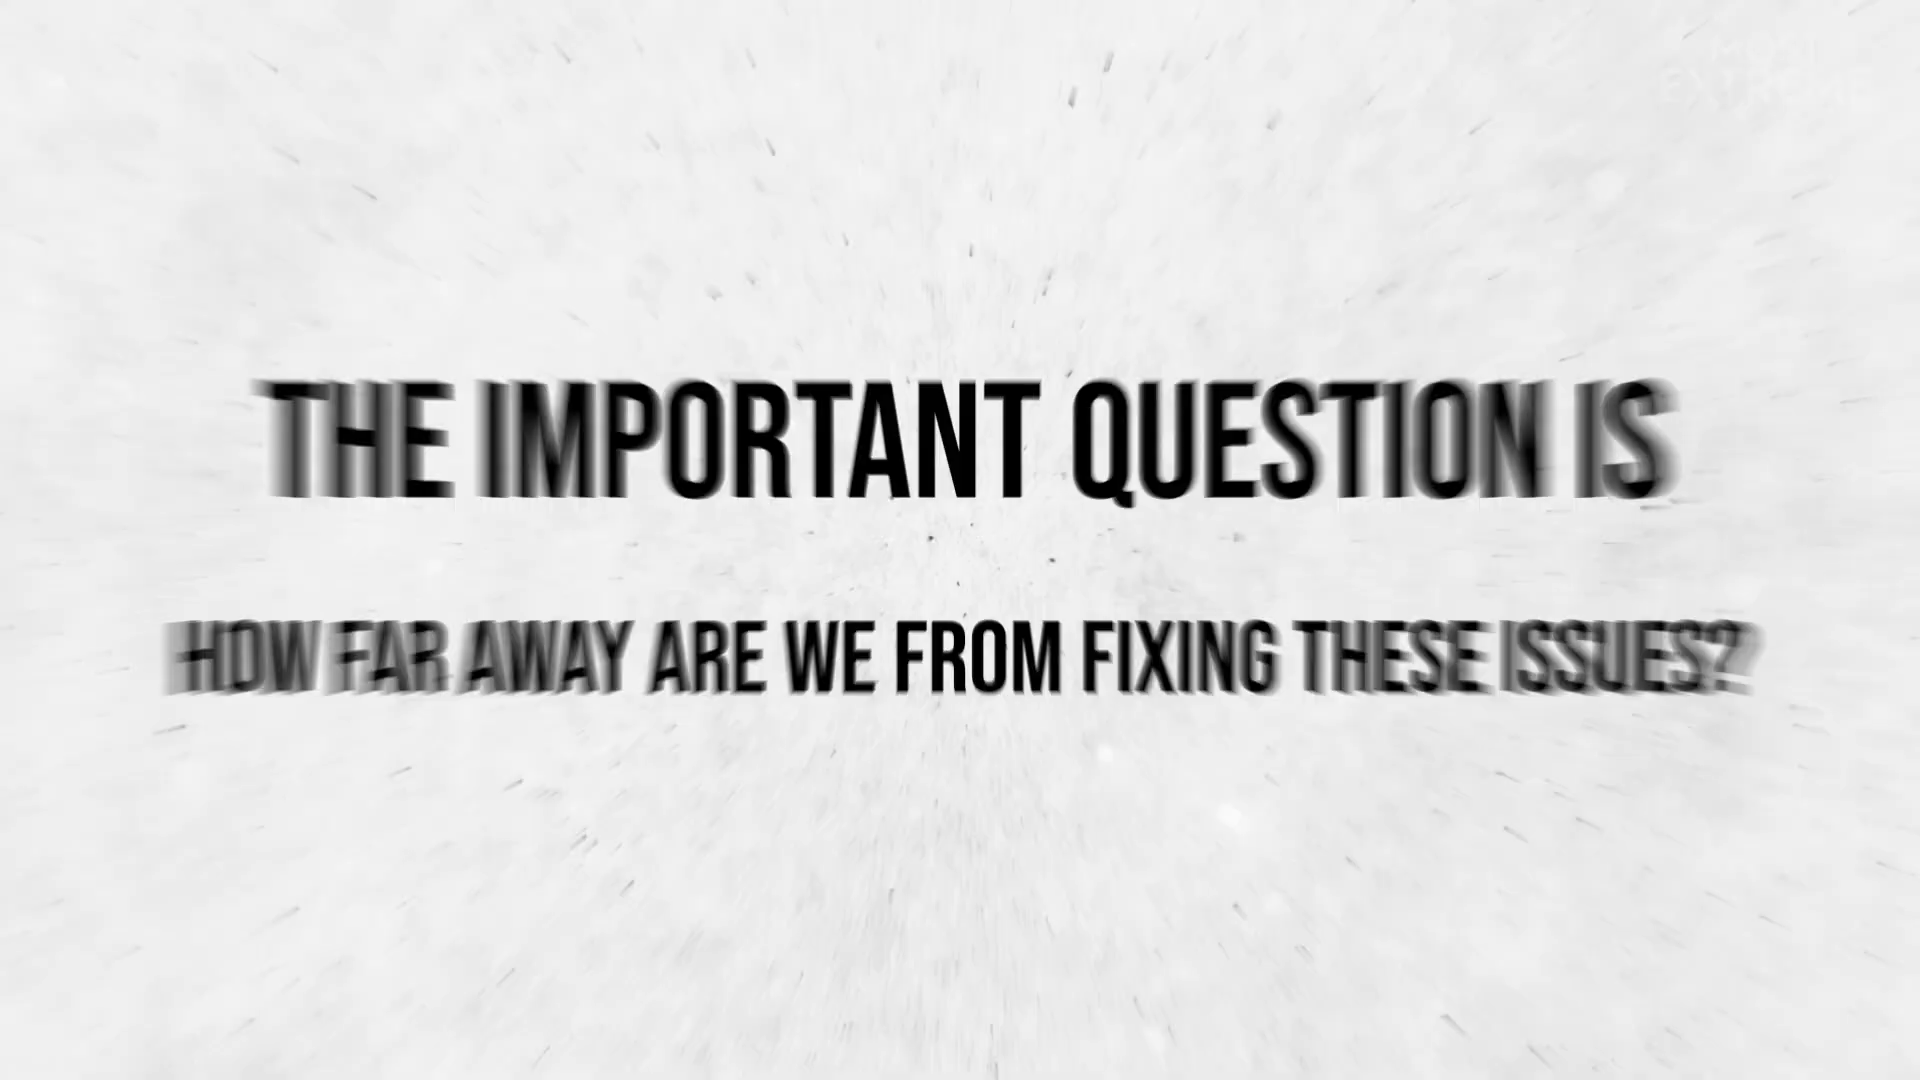 THE IMPORTANT QUESTION IS
HOW FAR AWAY ARE WE FROM FIXING THESE ISSUES?